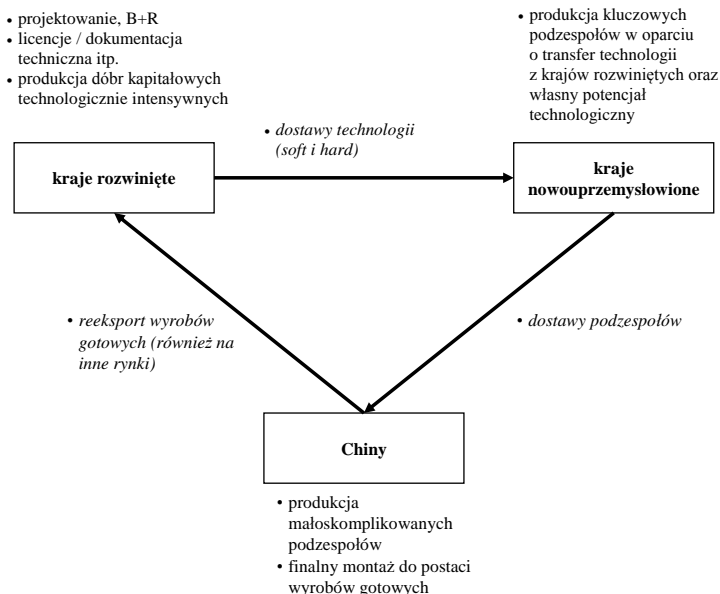 • projektowanie, B+R
• licencje / dokumentacja
techniczna itp.
• produkcja dóbr kapitałowych
technologicznie intensywnych
• produkcja kluczowych
podzespołów w oparciu
o transfer technologii
z krajów rozwiniętych oraz
własny potencjał
technologiczny
• dostawy technologii
(soft i hard)
kraje rozwinięte
kraje
nowouprzemysłowione
• reeksport wyrobów
gotowych (również na
inne rynki)
• dostawy podzespołów
Chiny
• produkcja
małoskomplikowanych
podzespołów
• finalny montaż do postaci
wyrobów gotowych